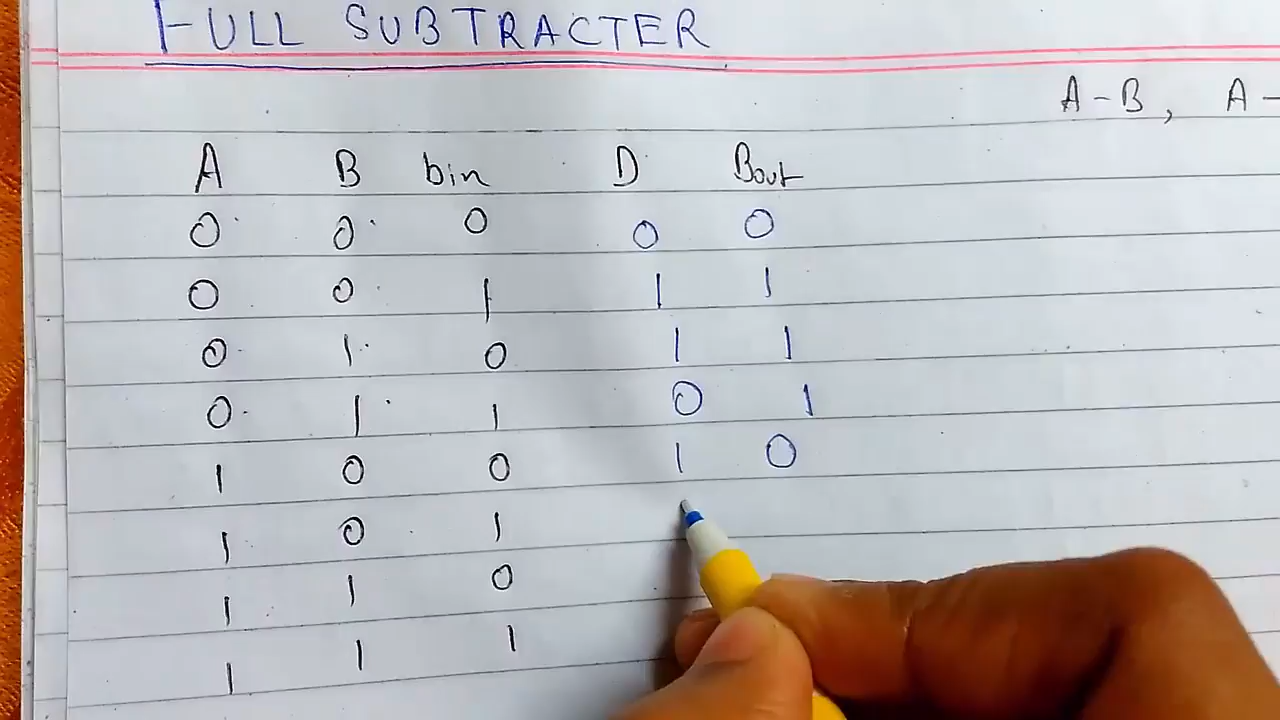 FULL SUBTRACTER
A-B, A-
A B bin D Bout
0 0 0 0 0
0 0 1 1 1
0 1 0 1 1
0 1 1 0 1
1 0 0 1 0
1 0 1
1 1 0
1 1 1